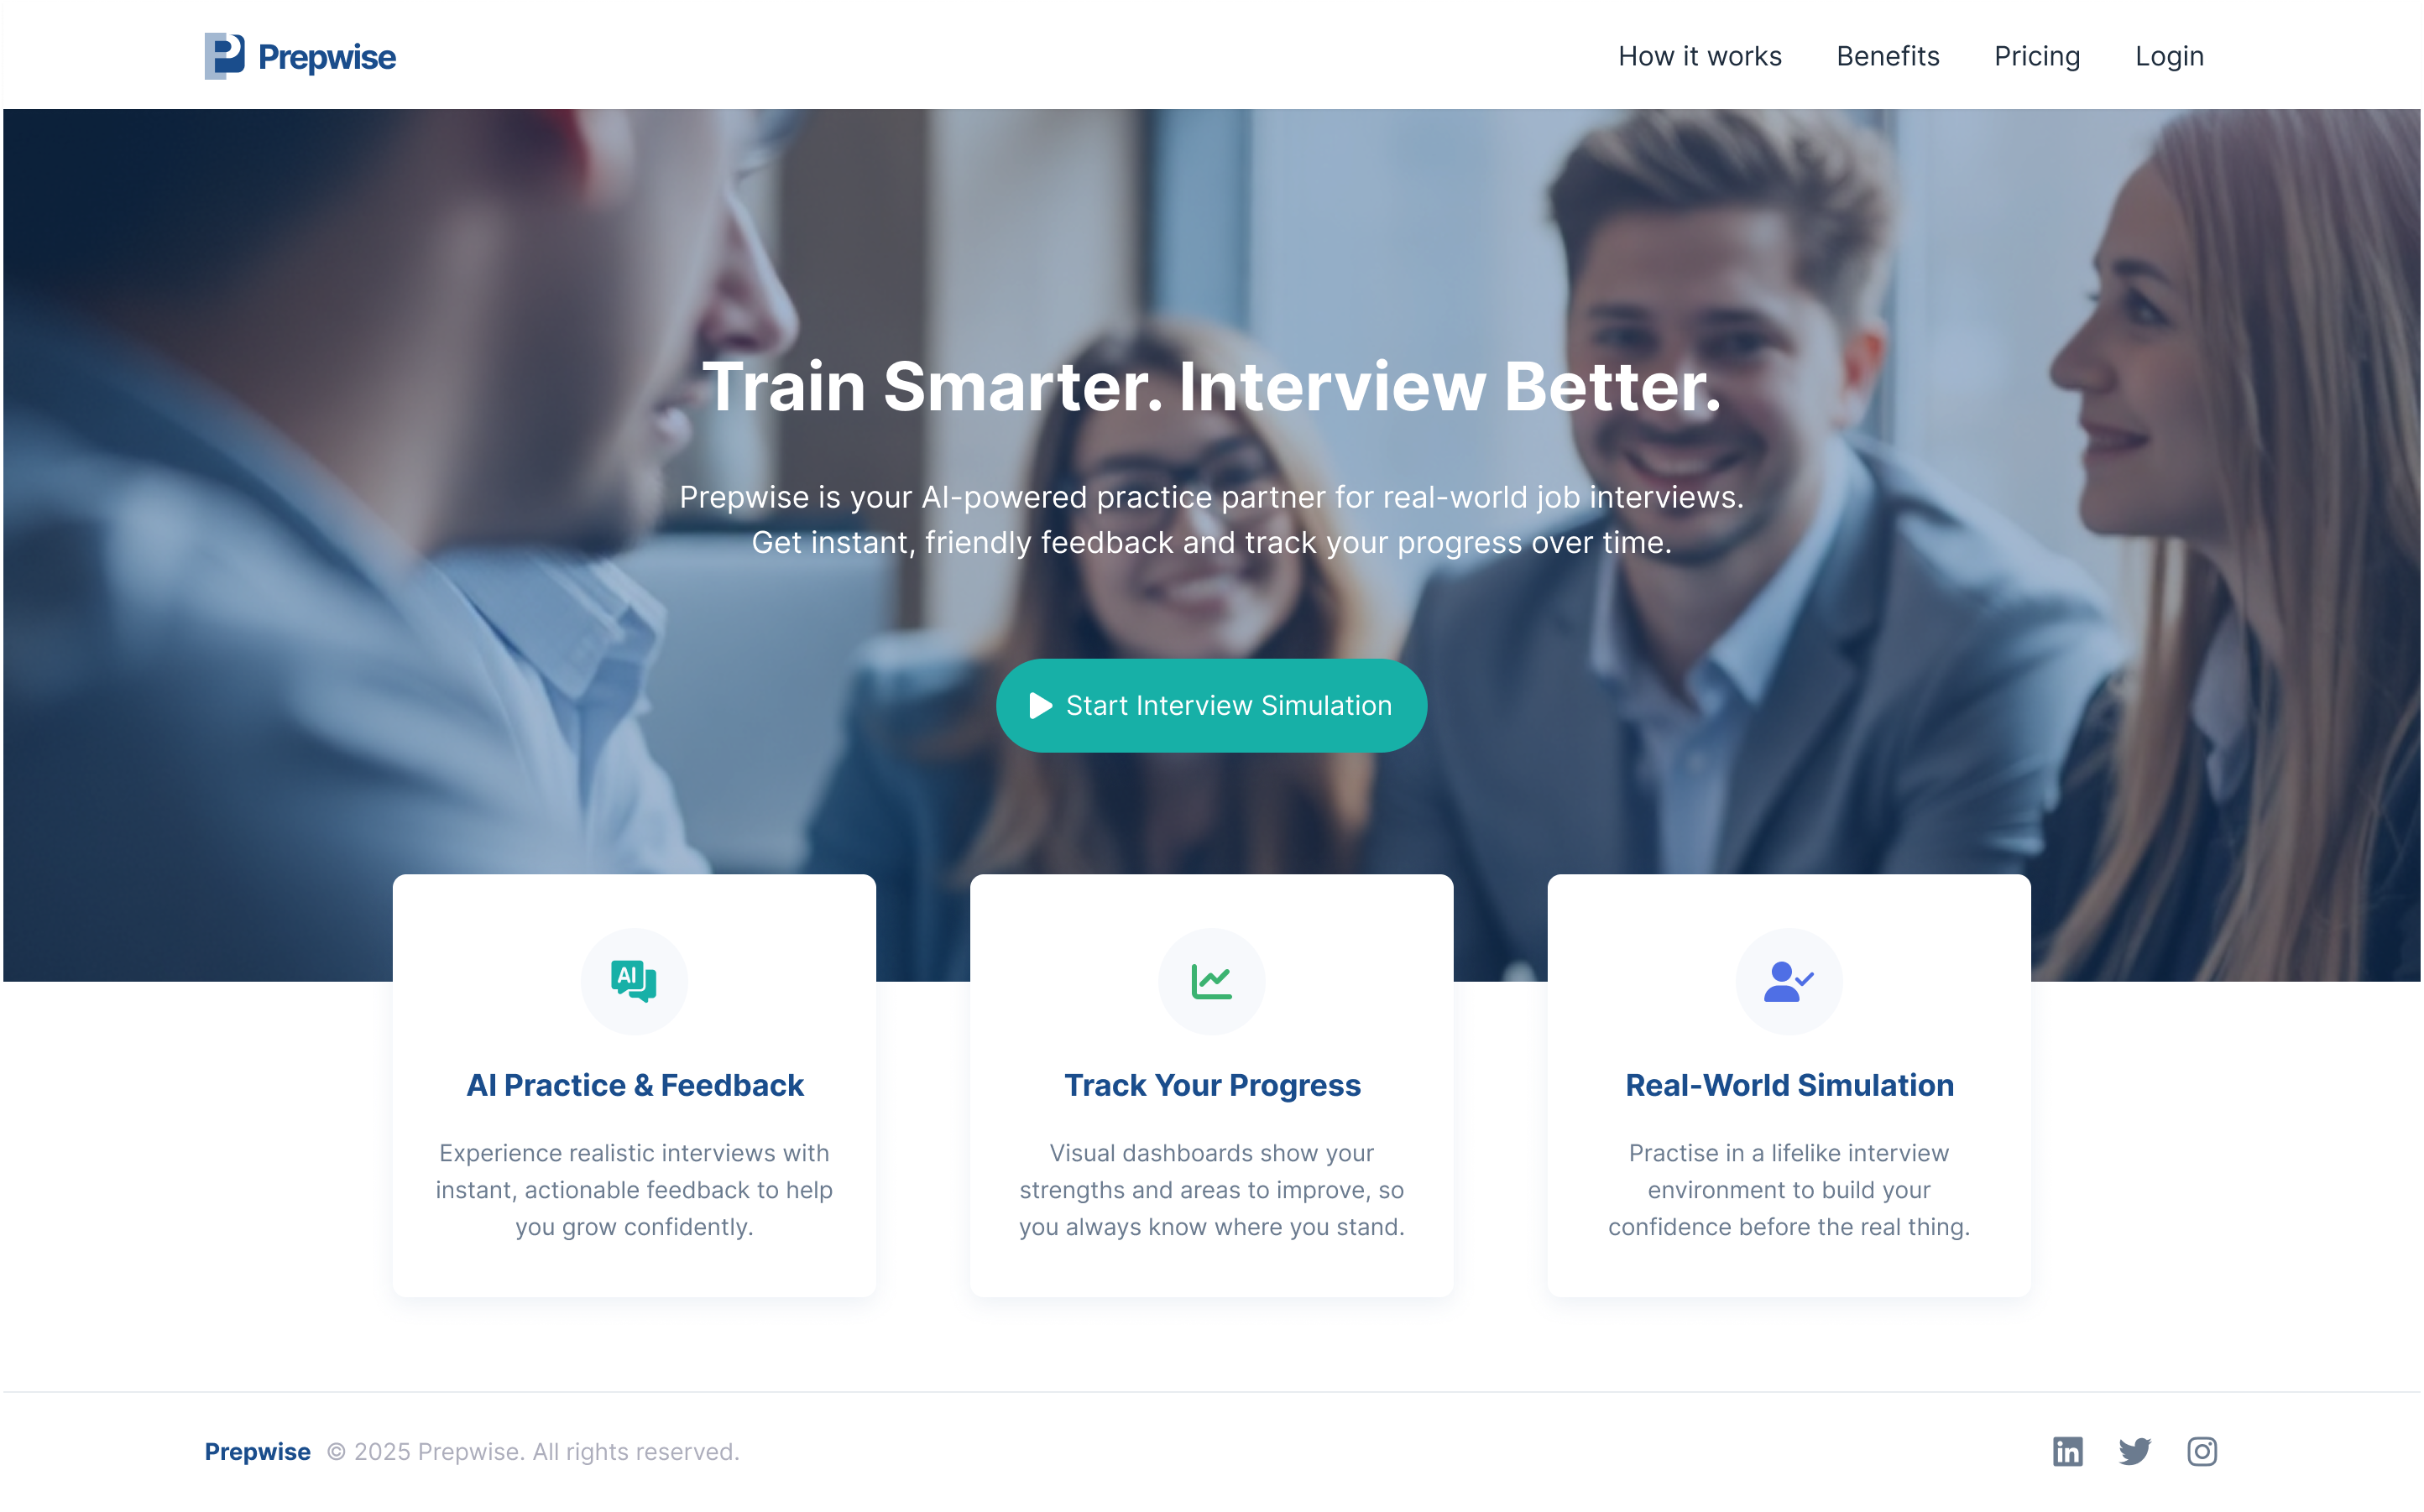 Prepwise
How it works
Benefits
Pricing
Login
Train Smarter. Interview Better.
Prepwise is your AI-powered practice partner for real-world job interviews.
Get instant, friendly feedback and track your progress over time.
Start Interview Simulation
AI
AI Practice & Feedback
Experience realistic interviews with
instant, actionable feedback to help
you grow confidently.
Track Your Progress
Visual dashboards show your
strengths and areas to improve, so
you always know where you stand.
Real-World Simulation
Practise in a lifelike interview
environment to build your
confidence before the real thing.
Prepwise © 2025 Prepwise. All rights reserved.
in